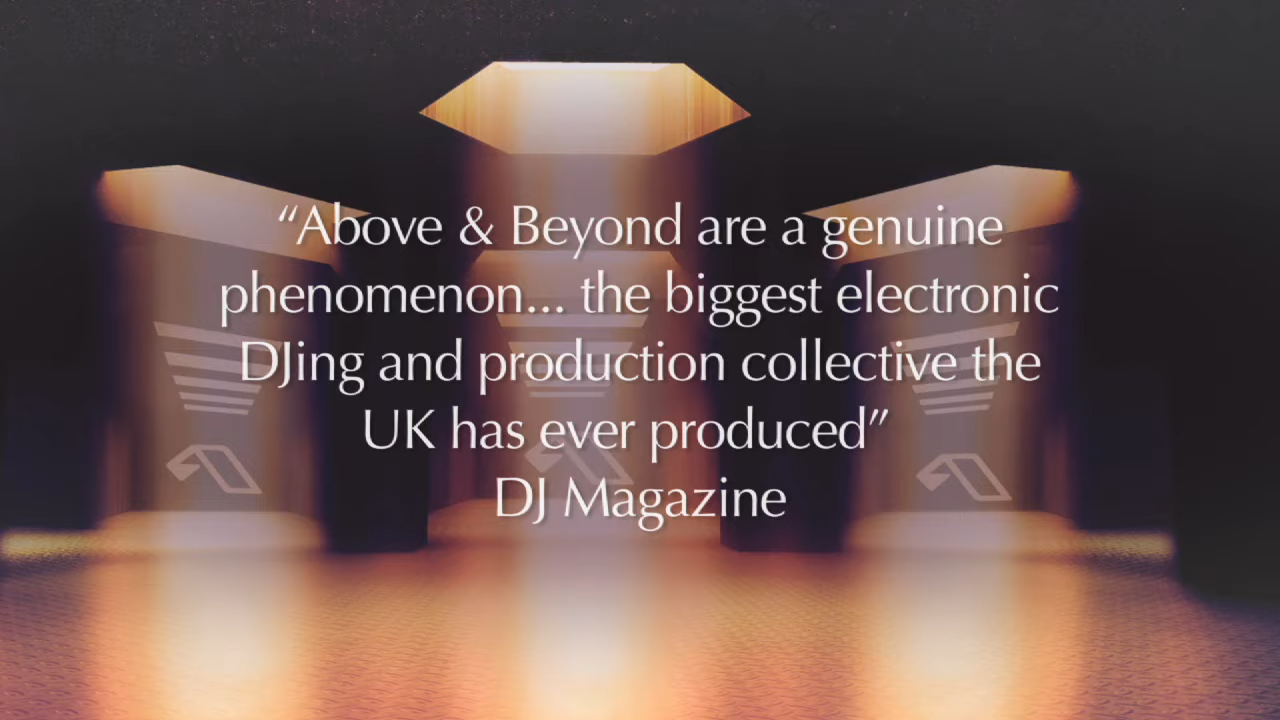 “Above & Beyond are a genuine
phenomenon... the biggest electronic
DJing and production collective the
UK has ever produced”
DJ Magazine